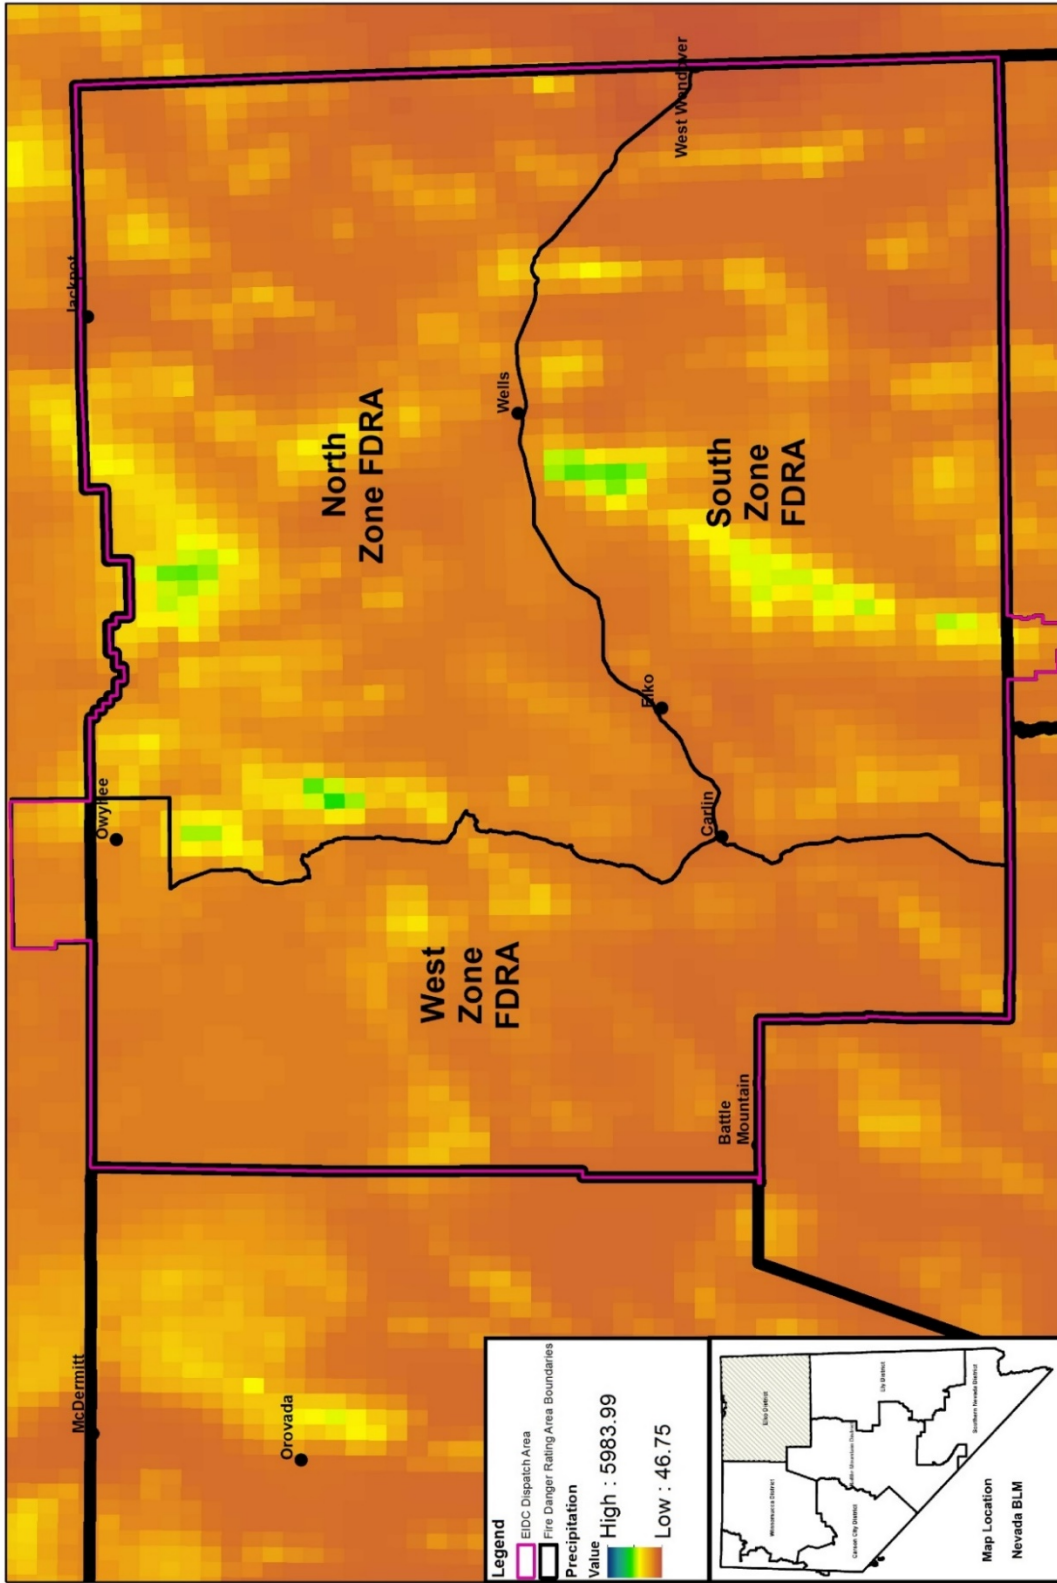 McDermitt
Owyhee
Jackpot
Orovada
North
Zone FDRA
West
Zone
FDRA
Wells
South
Zone
FDRA
Elko
Carlin
West Wendover
Battle
Mountain
Legend
EIDC Dispatch Area
Fire Danger Rating Area Boundaries
Precipitation
Value
High : 5983.99
Low : 46.75
Winnemucca District
Elko District
Battle Mountain District
Ely District
Carson City District
Southern Nevada District
Map Location
Nevada BLM